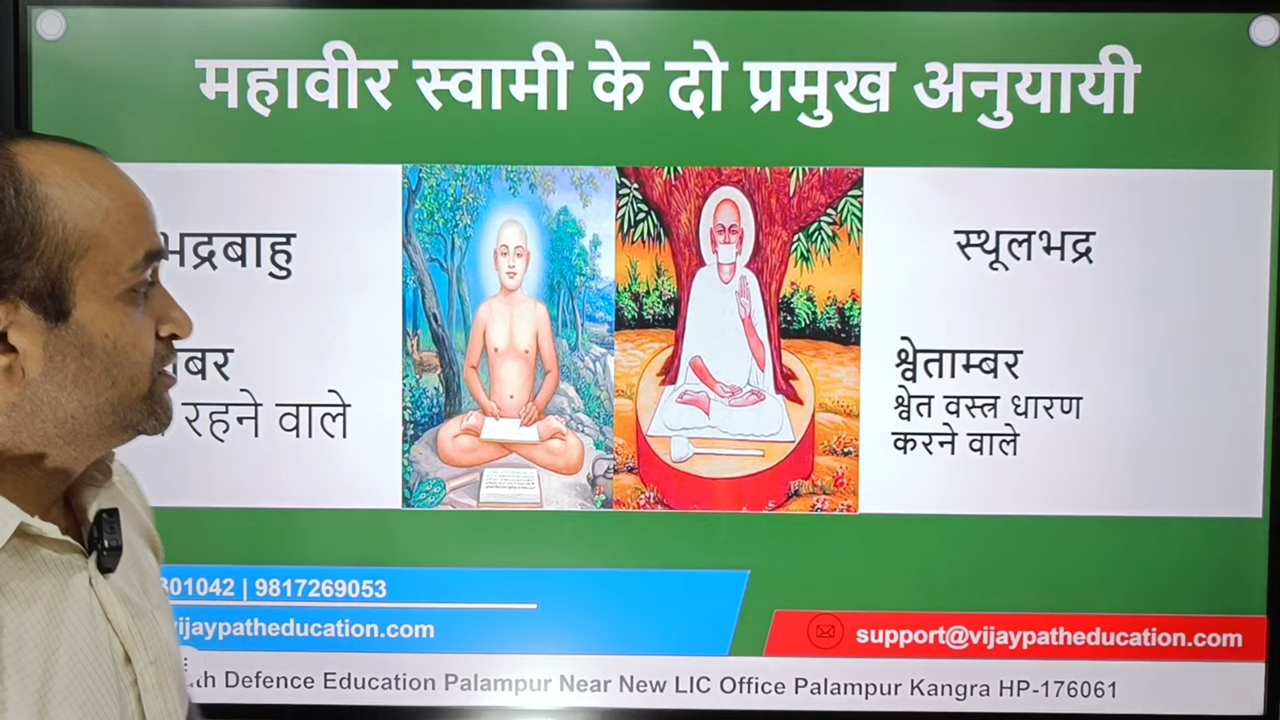 महावीर स्वामी के दो प्रमुख अनुयायी
भद्रबाहु
स्थूलभद्र
रहने वाले
श्वेताम्बर
श्वेत वस्त्र धारण
करने वाले
301042 | 9817269053
vijaypatheducation.com
support@vijaypatheducation.com
Defence Education Palampur Near New LIC Office Palampur Kangra HP-176061